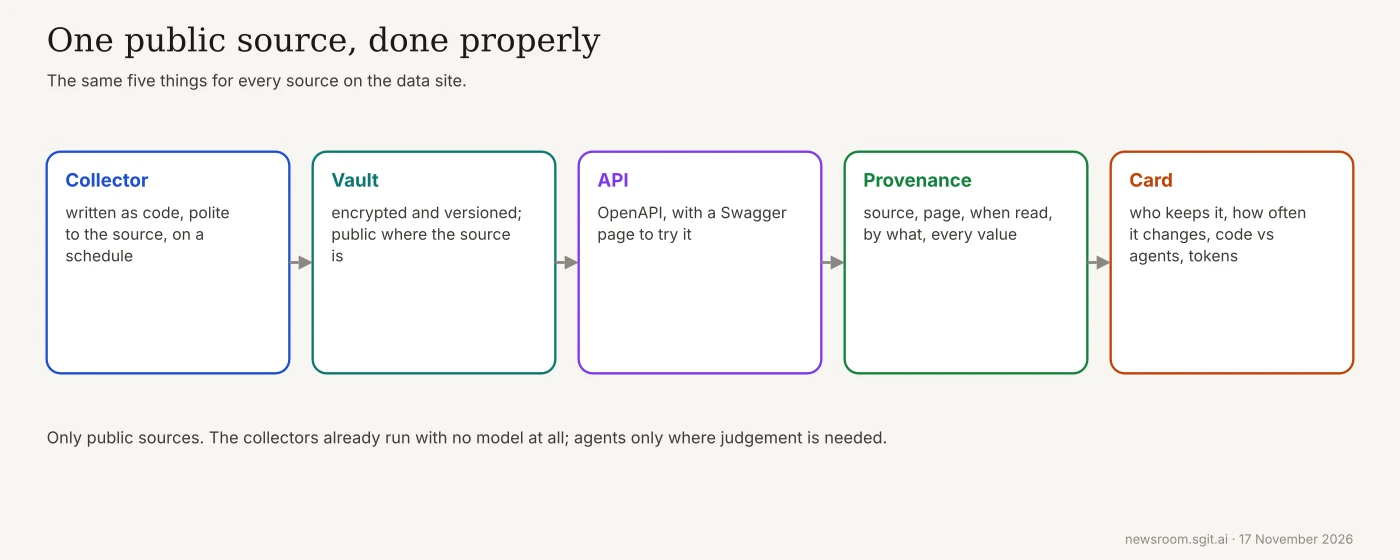 One public source, done properly
The same five things for every source on the data site.
Collector
written as code, polite
to the source, on a
schedule
Vault
encrypted and versioned;
public where the source
is
API
OpenAPI, with a Swagger
page to try it
Provenance
source, page, when read,
by what, every value
Card
who keeps it, how often
it changes, code vs
agents, tokens
Only public sources. The collectors already run with no model at all; agents only where judgement is needed.
newsroom.sgit.ai · 17 November 2026